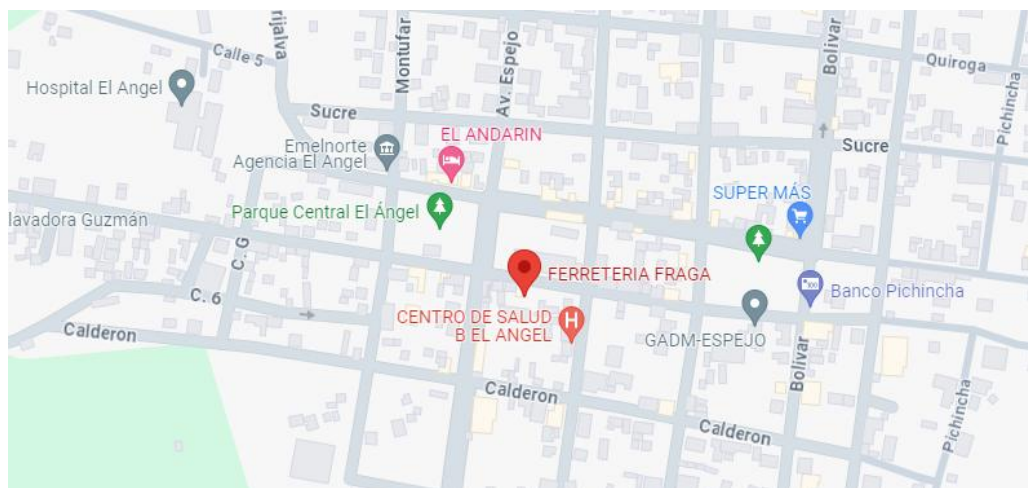 rijalva
Calle 5
Montufar
Av. Espejo
Bolivar
Quiroga
Pichincha
Hospital El Angel
Sucre
EL ANDARIN
Emelnorte
Agencia El Angel
Sucre
SUPER MÁS
Parque Central El Ángel
lavadora Guzmán
C. G
FERRETERIA FRAGA
Banco Pichincha
C. 6
CENTRO DE SALUD
B EL ANGEL
H
GADM-ESPEJO
Calderon
Bolivar
Calderon
Pichincha
Calderon